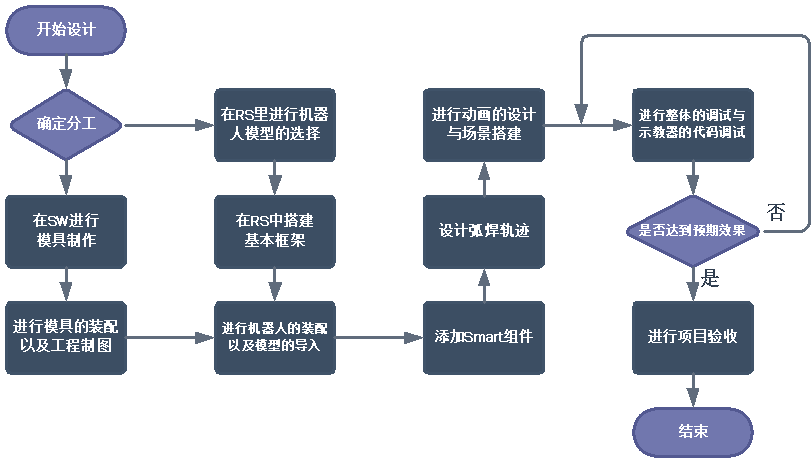 开始设计
确定分工
在SW进行
模具制作
进行模具的装配
以及工程制图
在RS里进行机器
人模型的选择
在RS中搭建
基本框架
进行机器人的装配
以及模型的导入
添加Smart组件
设计弧焊轨迹
进行动画的设计
与场景搭建
进行整体的调试与
示教器的代码调试
是否达到预期效果
否
是
进行项目验收
结束